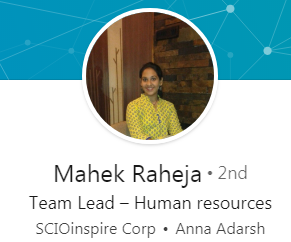 Mahek Raheja • 2nd
Team Lead – Human resources
SCIOinspire Corp • Anna Adarsh